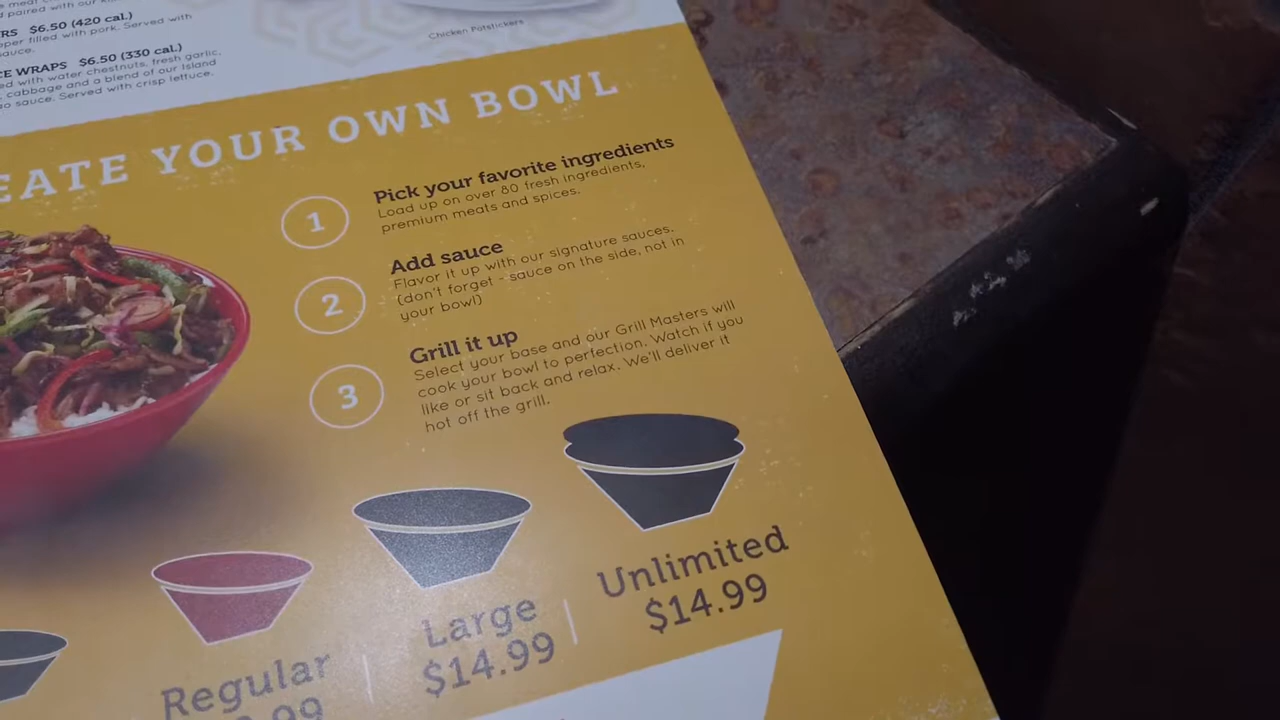 $6.50 (420 cal.)
filled with pork. Served with
sauce.
WRAPS $6.50 (330 cal.)
with water chestnuts, fresh garlic,
cabbage and a blend of our Island
sauce. Served with crisp lettuce.
Chicken Potstickers
EATE YOUR OWN BOWL
1
Pick your favorite ingredients
Load up on over 80 fresh ingredients,
premium meats and spices.
2
Add sauce
Flavor it up with our signature sauces.
(don't forget - sauce on the side, not in
your bowl)
3
Grill it up
Select your base and our Grill Masters will
cook your bowl to perfection. Watch if you
like or sit back and relax. We'll deliver it
hot off the grill.
Regular
.99
Large
$14.99
Unlimited
$14.99